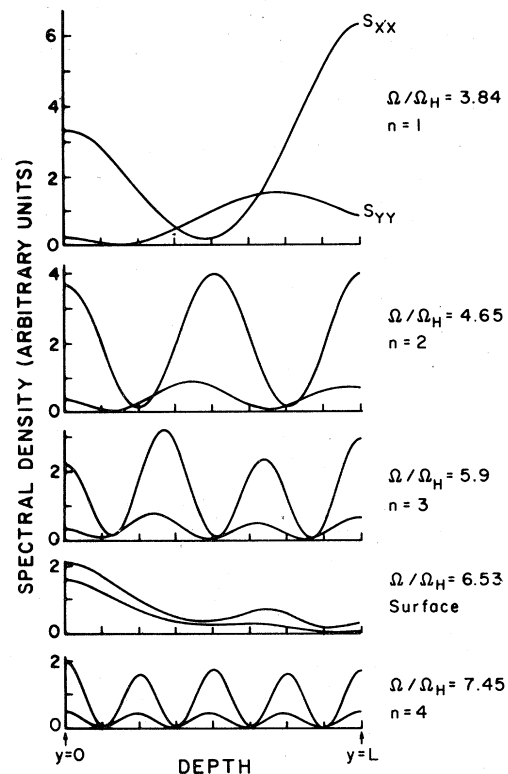 SPECTRAL DENSITY (ARBITRARY UNITS)
6
4
2
0
S_XX
S_YY
Ω/Ω_H = 3.84
n = 1
4
2
0
Ω/Ω_H = 4.65
n = 2
2
0
Ω/Ω_H = 5.9
n = 3
2
0
Ω/Ω_H = 6.53
Surface
2
0
Ω/Ω_H = 7.45
n = 4
y=0
y=L
DEPTH